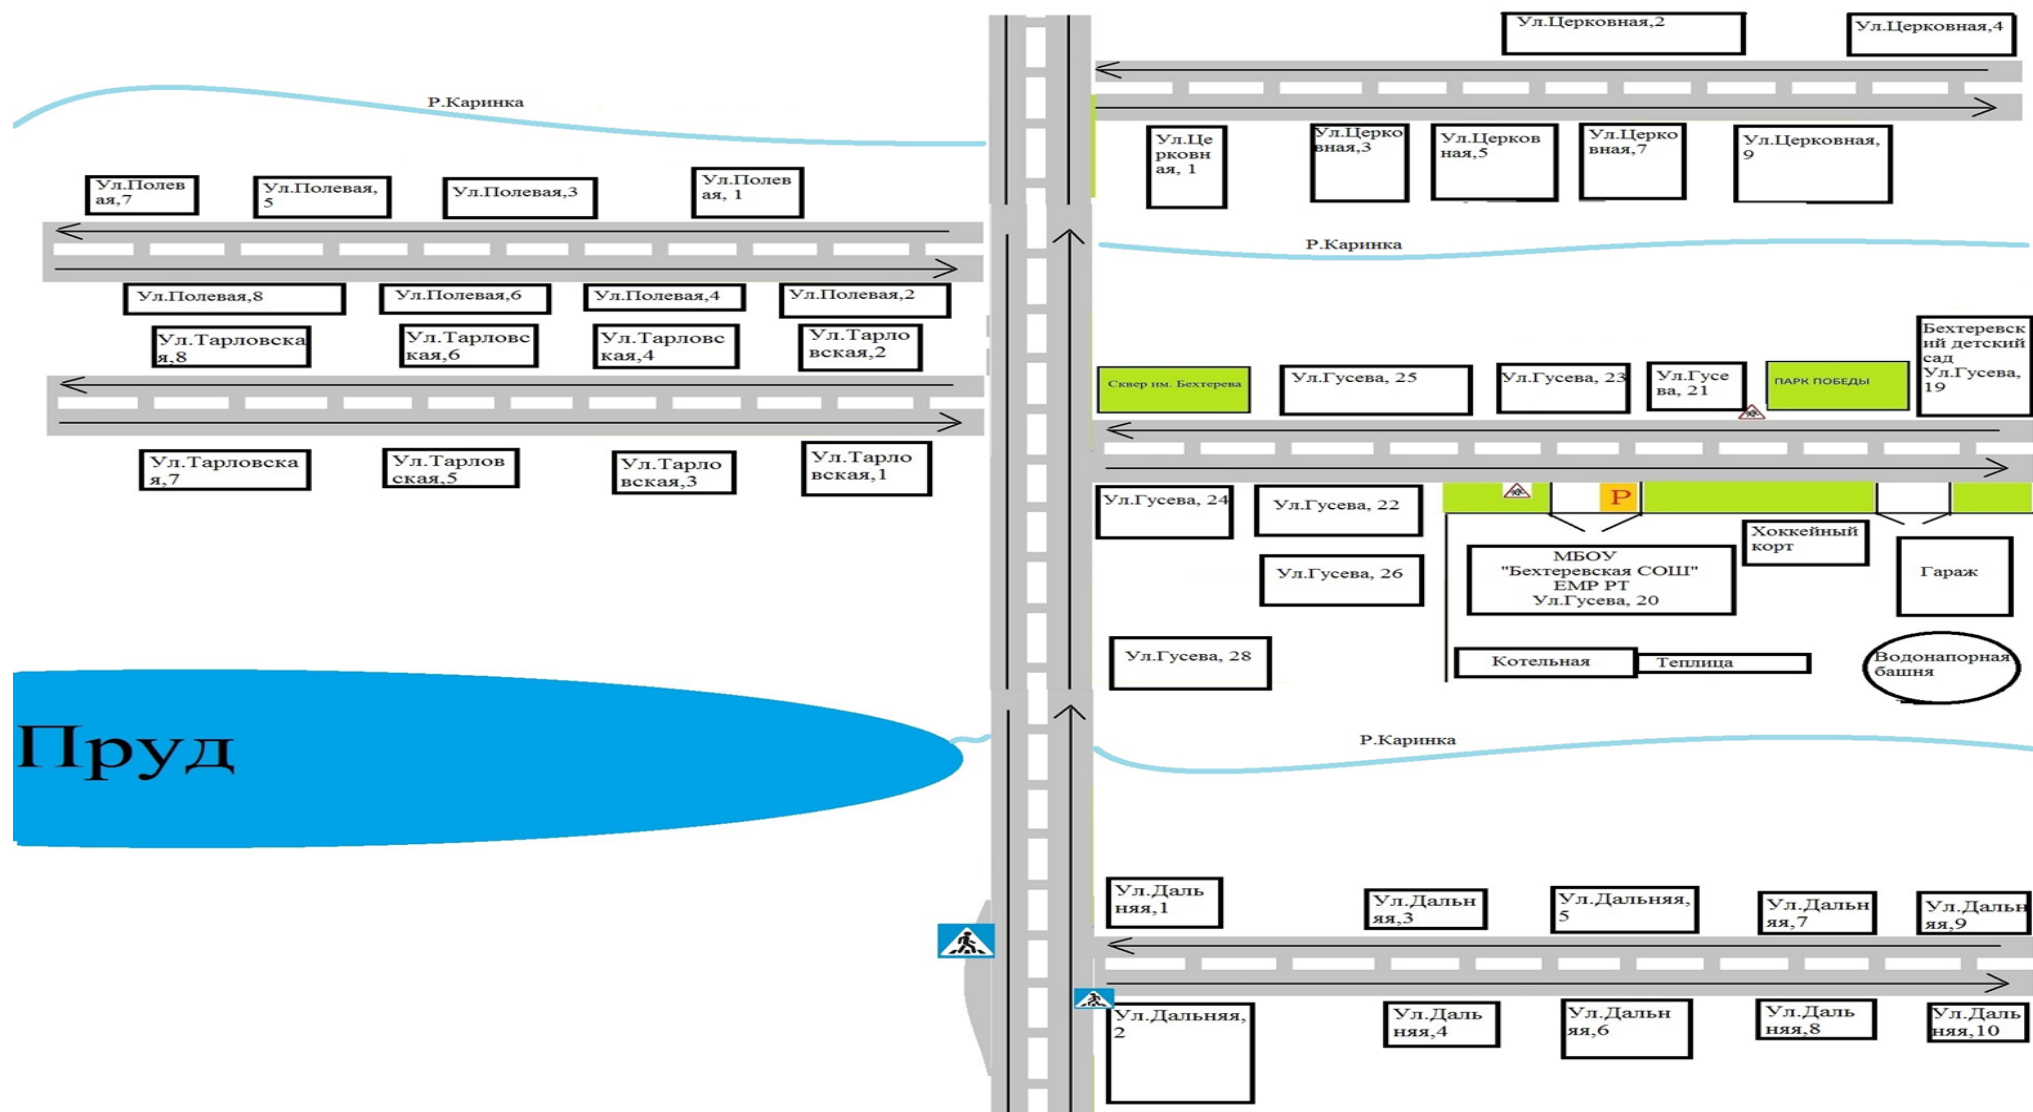 Ул.Церковная,2
Ул.Церковная,4
Р.Каринка
Ул.Це
рковн
ая, 1
Ул.Церко
вная,3
Ул.Церков
ная,5
Ул.Церко
вная,7
Ул.Церковная,
9
Ул.Полев
ая,7
Ул.Полевая,
5
Ул.Полевая,3
Ул.Полев
ая, 1
Р.Каринка
Ул.Полевая,8
Ул.Полевая,6
Ул.Полевая,4
Ул.Полевая,2
Ул.Тарловска
я,8
Ул.Тарловс
кая,6
Ул.Тарловс
кая,4
Ул.Тарло
вская,2
Сквер им. Бехтерева
Ул.Гусева, 25
Ул.Гусева, 23
Ул.Гусе
ва, 21
ПАРК ПОБЕДЫ
Бехтеревск
ий детский
сад
Ул.Гусева,
19
Ул.Тарловска
я,7
Ул.Тарлов
ская,5
Ул.Тарло
вская,3
Ул.Тарло
вская,1
Ул.Гусева, 24
Ул.Гусева, 22
Р
Хоккейный
корт
Ул.Гусева, 26
МБОУ
"Бехтеревская СОШ"
ЕМР РТ
Ул.Гусева, 20
Гараж
Ул.Гусева, 28
Котельная
Теплица
Водонапорная
башня
Пруд
Р.Каринка
Ул.Даль
няя,1
Ул.Дальн
яя,3
Ул.Дальняя,
5
Ул.Дальн
яя,7
Ул.Дальн
яя,9
Ул.Дальняя,
2
Ул.Даль
няя,4
Ул.Дальн
яя,6
Ул.Даль
няя,8
Ул.Даль
няя,10